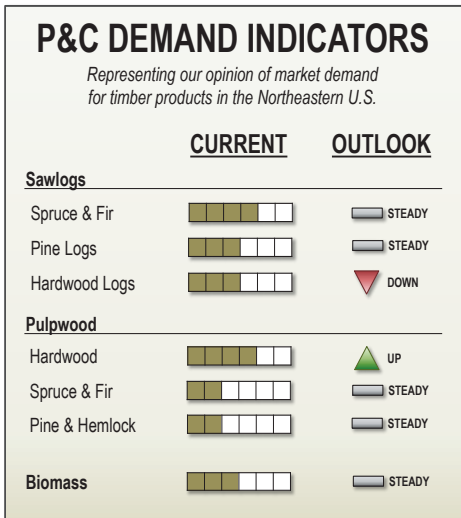 P&C DEMAND INDICATORS
Representing our opinion of market demand
for timber products in the Northeastern U.S.
CURRENT OUTLOOK
Sawlogs
Spruce & Fir STEADY
Pine Logs STEADY
Hardwood Logs DOWN
Pulpwood
Hardwood UP
Spruce & Fir STEADY
Pine & Hemlock STEADY
Biomass STEADY